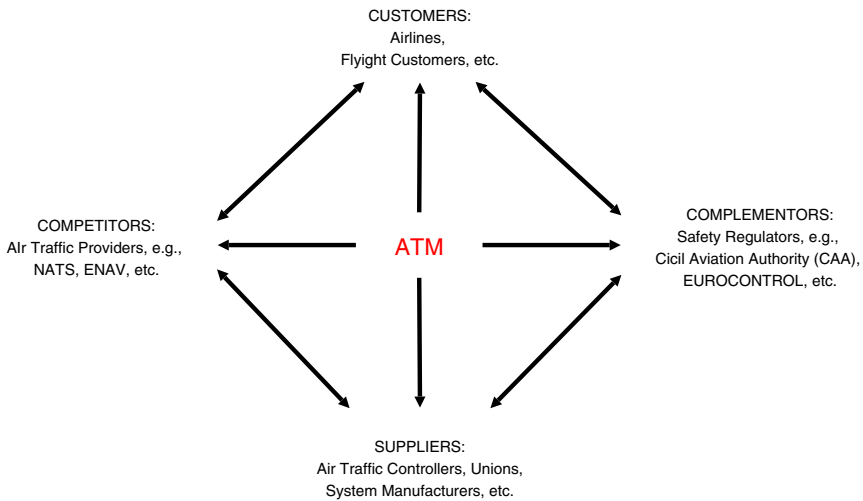 CUSTOMERS:
Airlines,
Flyight Customers, etc.
COMPETITORS:
AIr Traffic Providers, e.g.,
NATS, ENAV, etc.
ATM
COMPLEMENTORS:
Safety Regulators, e.g.,
Cicil Aviation Authority (CAA),
EUROCONTROL, etc.
SUPPLIERS:
Air Traffic Controllers, Unions,
System Manufacturers, etc.